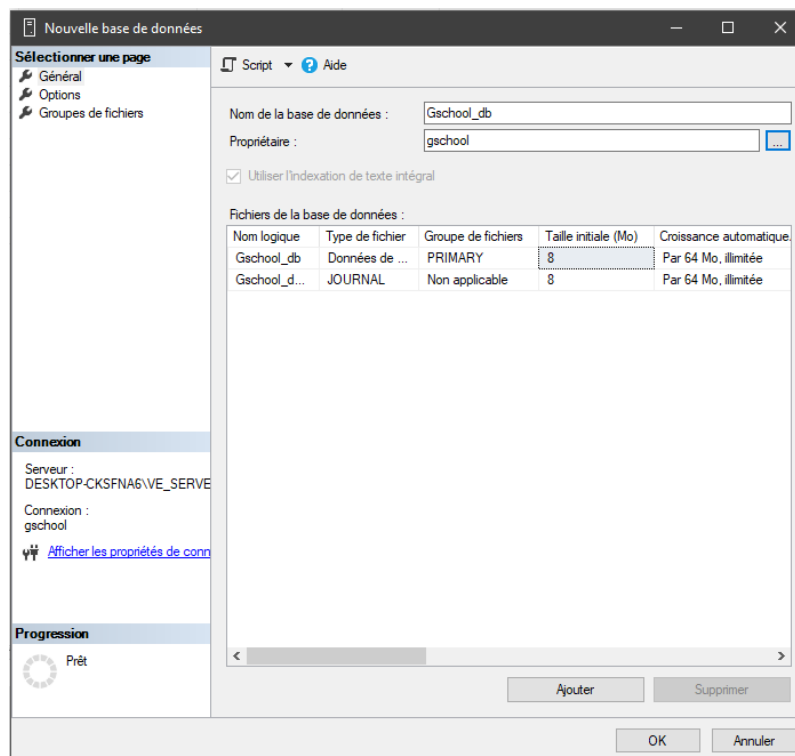 Nouvelle base de données
Sélectionner une page
Général
Options
Groupes de fichiers
Script
Aide
Nom de la base de données :
Gschool_db
Propriétaire :
gschool
...
Utiliser l'indexation de texte intégral
Fichiers de la base de données :
Nom logique Type de fichier Groupe de fichiers Taille initiale (Mo) Croissance automatique.
Gschool_db Données de ... PRIMARY 8 Par 64 Mo, illimitée
Gschool_d... JOURNAL Non applicable 8 Par 64 Mo, illimitée
Connexion
Serveur :
DESKTOP-CKSFNA6\VE_SERVE
Connexion :
gschool
Afficher les propriétés de conn
Progression
Prêt
Ajouter
Supprimer
OK
Annuler